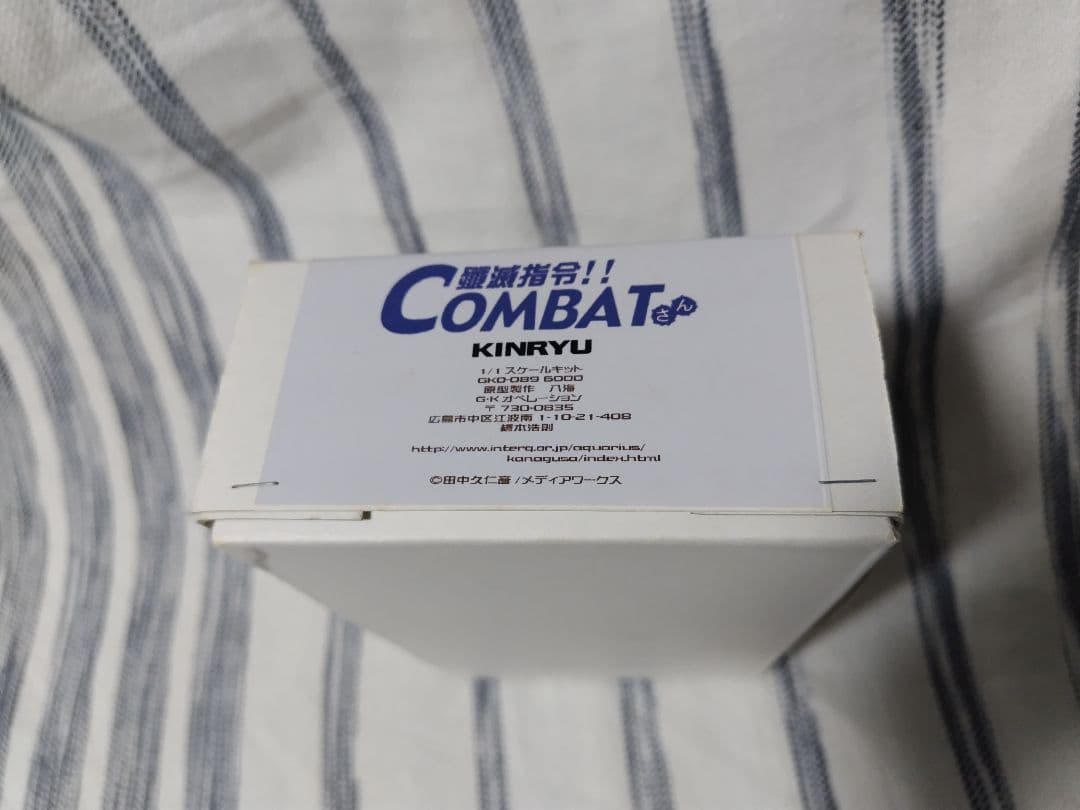 殲滅指令!!
COMBATさん
KINRYU
1/1スケールキット
GKO-089 6000
原型製作 八海
G・Kオペレーション
〒730-0835
広島市中区江波南1-10-21-408
橋本浩則
http://www.interq.or.jp/aquarius/
kanagusa/index.html
©田中久仁彦/メディアワークス